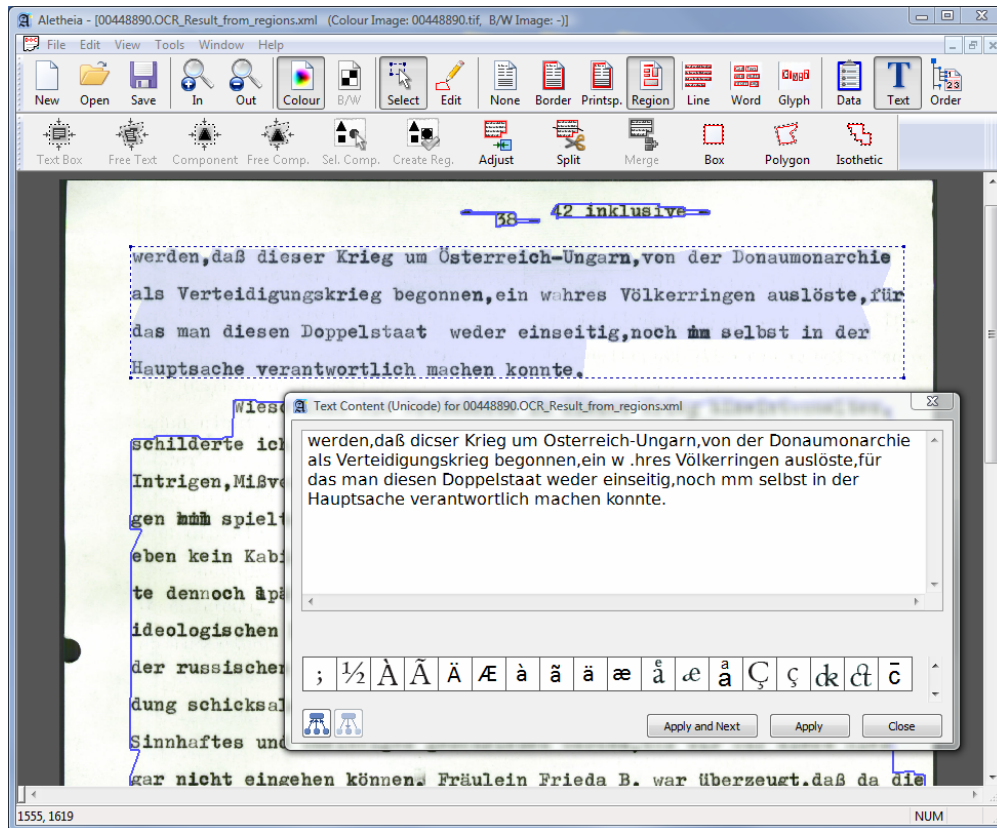 Aletheia - [00448890.OCR_Result_from_regions.xml   (Colour Image: 00448890.tif,  B/W Image: -)]
File Edit View Tools Window Help
New Open Save In Out Colour B/W Select Edit None Border Printsp. Region Line Word Glyph Data Text Order
Text Box Free Text Component Free Comp. Sel. Comp. Create Reg. Adjust Split Merge Box Polygon Isothetic
38 42 inklusive
werden,daß dieser Krieg um Österreich-Ungarn,von der Donaumonarchie
als Verteidigungskrieg begonnen,ein wahres Völkerringen auslöste,für
das man diesen Doppelstaat weder einseitig,noch mm selbst in der
Hauptsache verantwortlich machen konnte.
schilderte ich
Intrigen,
gen spielt
eben kein
te dennoch
ideologischen
der russischen
dung
Sinnhaftes und
gar nicht eingehen können. Fräulein Frieda B. war überzeugt,daß da die
Text Content (Unicode) for 00448890.OCR_Result_from_regions.xml
werden,daß dicser Krieg um Osterreich-Ungarn,von der Donaumonarchie
als Verteidigungskrieg begonnen,ein w .hres Völkerringen auslöste,für
das man diesen Doppelstaat weder einseitig,noch mm selbst in der
Hauptsache verantwortlich machen konnte.
; ½ À Ã Ä Æ à ã ä æ aͤ æ å Ç ç c̄
Apply and Next Apply Close
1555, 1619 NUM